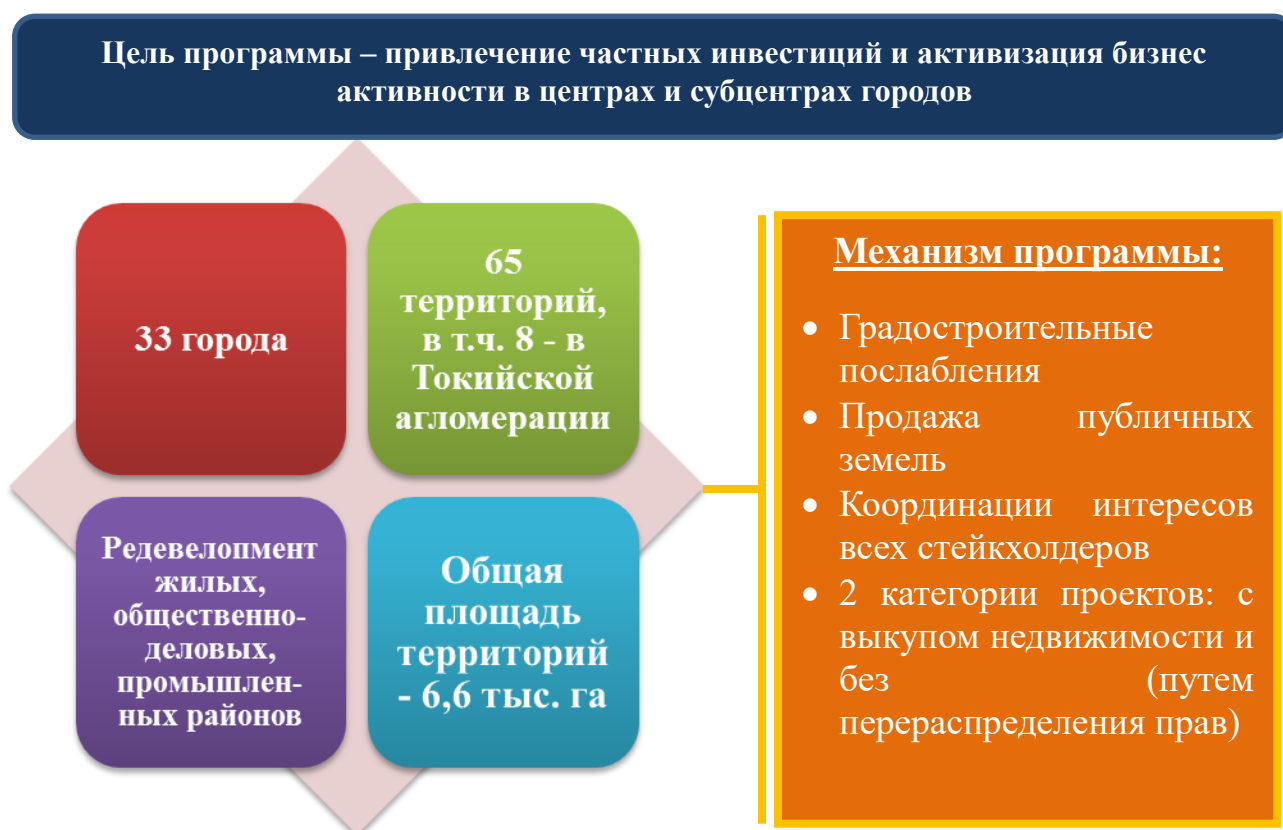 Цель программы – привлечение частных инвестиций и активизация бизнес
активности в центрах и субцентрах городов
33 города
65
территорий,
в т.ч. 8 - в
Токийской
агломерации
Редевелопмент
жилых,
общественно-
деловых,
промышлен-
ных районов
Общая
площадь
территорий
- 6,6 тыс. га
Механизм программы:
• Градостроительные
послабления
• Продажа публичных
земель
• Координации интересов
всех стейкхолдеров
• 2 категории проектов: с
выкупом недвижимости и
без (путем
перераспределения прав)